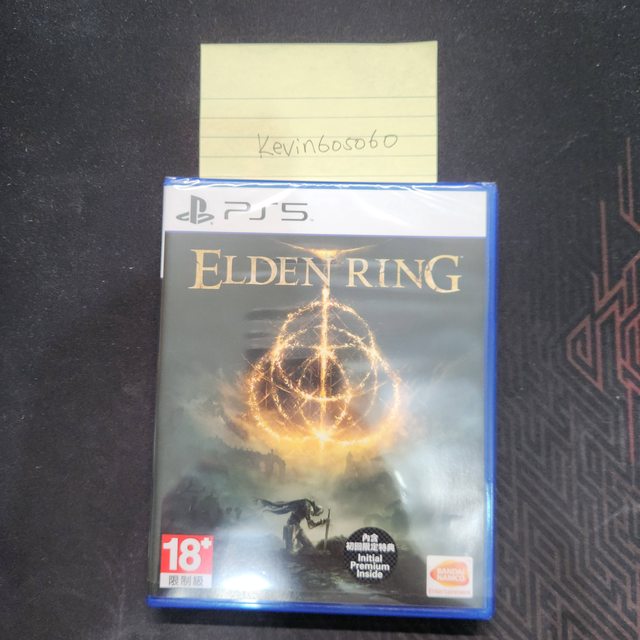 Kevin605060
PS5
ELDEN RING
18+
限制級
內含
初回限定特典
Initial
Premium
Inside
BANDAI
NAMCO